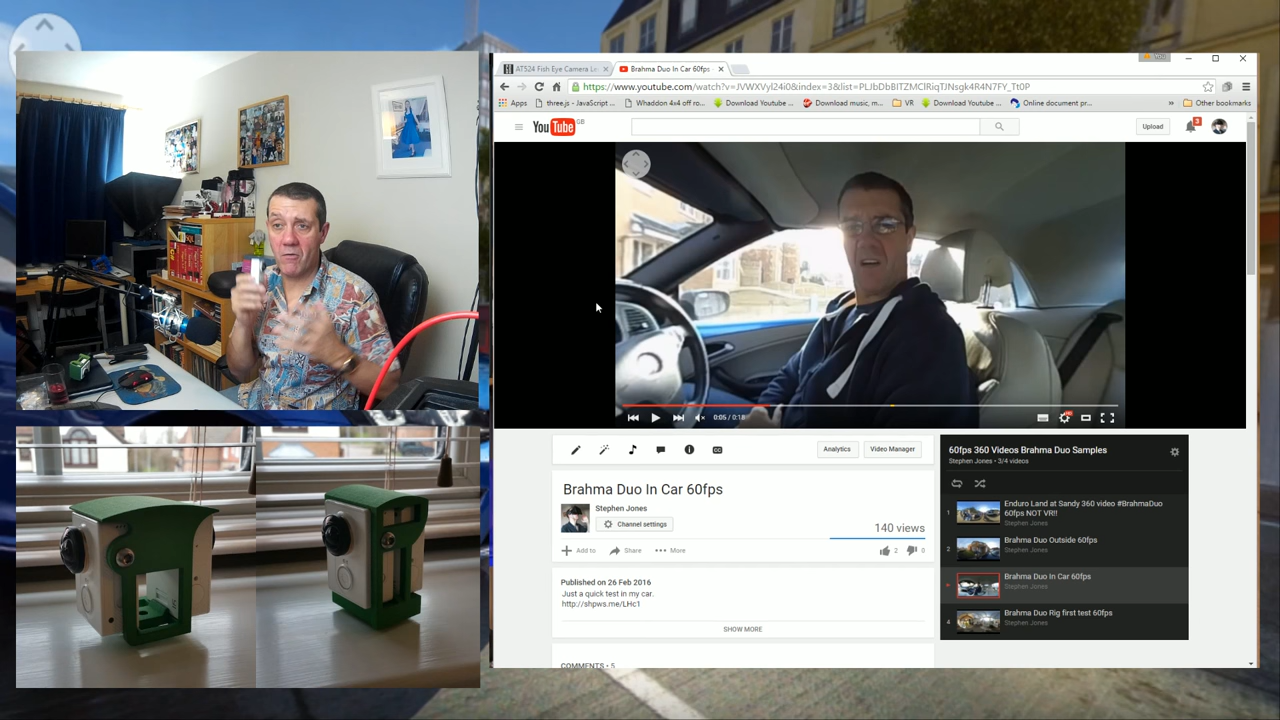 AT524 Fish Eye Camera Le
Brahma Duo In Car 60fps
https://www.youtube.com/watch?v=JVWXVyl24i0&index=3&list=PLJbDbBITZMClRiqTJNsgk4R4N7FY_Tt0P
Apps
three.js - JavaScript ...
Whaddon 4x4 off ro...
Download Youtube ...
Download music, m...
VR
Download Youtube ...
Online document pr...
»
Other bookmarks
YouTube GB
Upload
3
0:05 / 0:18
HD
Analytics
Video Manager
60fps 360 Videos Brahma Duo Samples
Stephen Jones • 3/4 videos
Brahma Duo In Car 60fps
Stephen Jones
Channel settings
140 views
Add to
Share
••• More
2
0
1
Enduro Land at Sandy 360 video #BrahmaDuo
60fps NOT VR!!
Stephen Jones
2
Brahma Duo Outside 60fps
Stephen Jones
Brahma Duo In Car 60fps
Stephen Jones
4
Brahma Duo Rig first test 60fps
Stephen Jones
Published on 26 Feb 2016
Just a quick test in my car.
http://shpws.me/LHc1
SHOW MORE
COMMENTS • 5